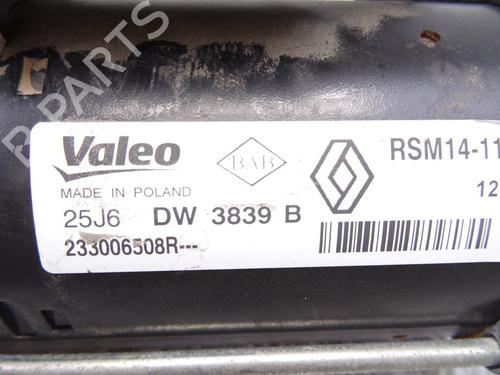 B-PARTS
Valeo
BAB
RSM14-11
MADE IN POLAND
12
25J6 DW 3839 B
233006508R---